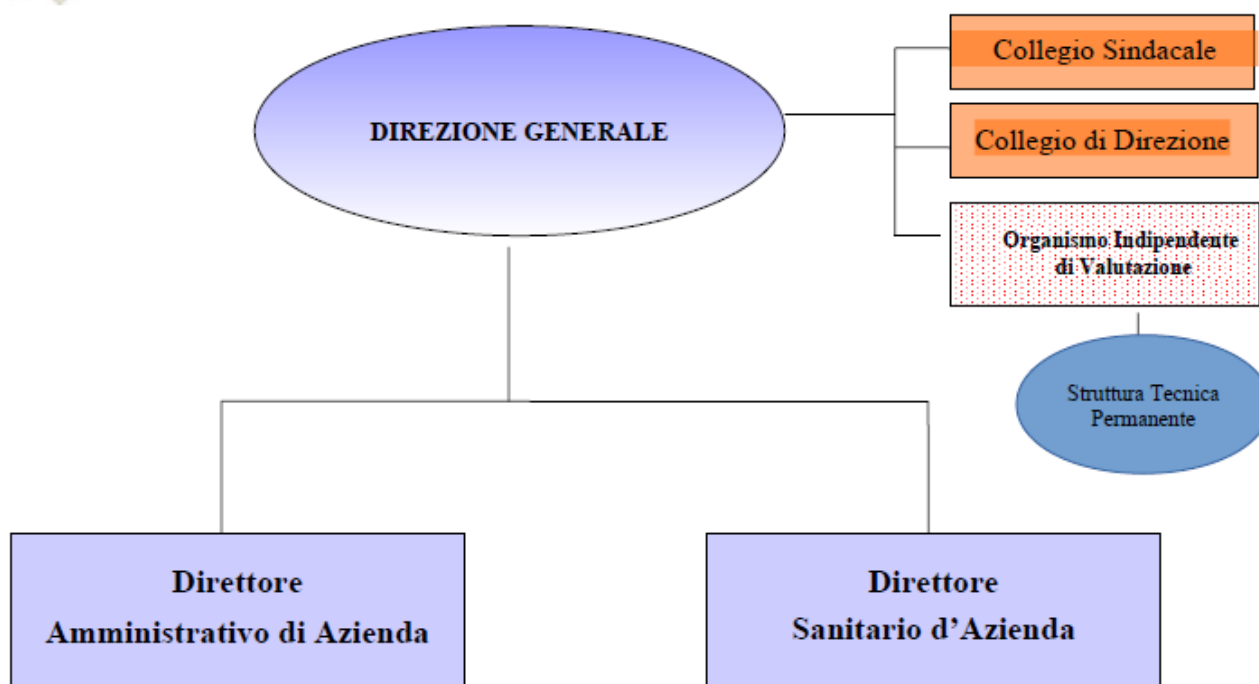 Collegio Sindacale
DIREZIONE GENERALE
Collegio di Direzione
Organismo Indipendente
di Valutazione
Struttura Tecnica
Permanente
Direttore
Amministrativo di Azienda
Direttore
Sanitario d’Azienda